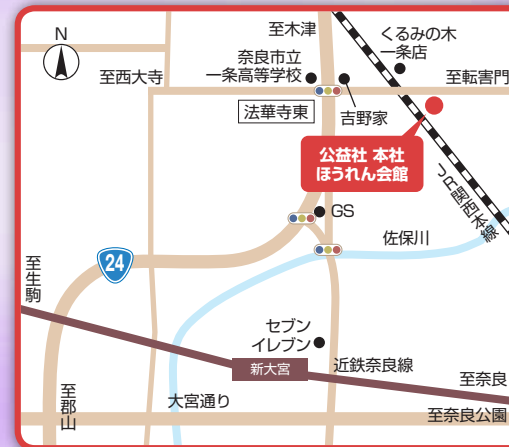 N
至木津
くるみの木
一条店
奈良市立
一条高等学校
至西大寺
至転害門
法華寺東
吉野家
公益社 本社
ほうれん会館
JR関西本線
GS
佐保川
24
至生駒
セブン
イレブン
新大宮
近鉄奈良線
至奈良
至郡山
大宮通り
至奈良公園